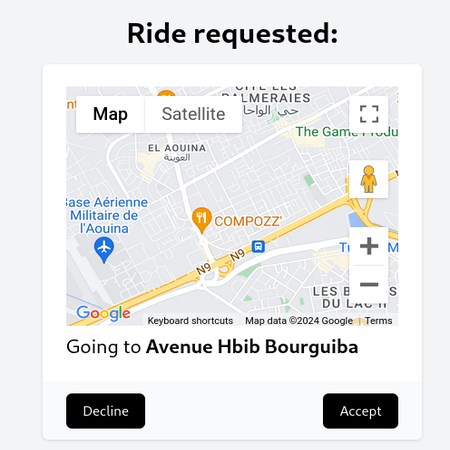 Ride requested:
CITÉ LES
PALMERAIES
حي الواحات
Map
Satellite
The Game Produ
EL AOUINA
العوينة
Base Aérienne
Militaire de
l'Aouina
COMPOZZ'
N9
N9
LES B
DU LAC II
Google
Keyboard shortcuts
Map data ©2024 Google
Terms
Going to Avenue Hbib Bourguiba
Decline
Accept